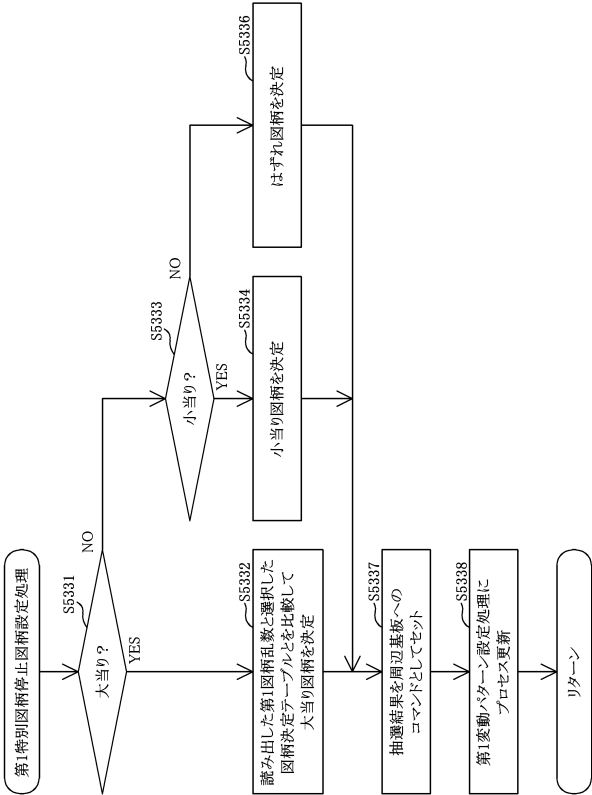 第1特別図柄停止図柄設定処理
S5331
大当り?
NO
YES
S5333
小当り?
NO
YES
S5332
読み出した第1図柄乱数と選択した
図柄決定テーブルとを比較して
大当り図柄を決定
S5334
小当り図柄を決定
S5336
はずれ図柄を決定
S5337
抽選結果を周辺基板への
コマンドとしてセット
S5338
第1変動パターン設定処理に
プロセス更新
リターン